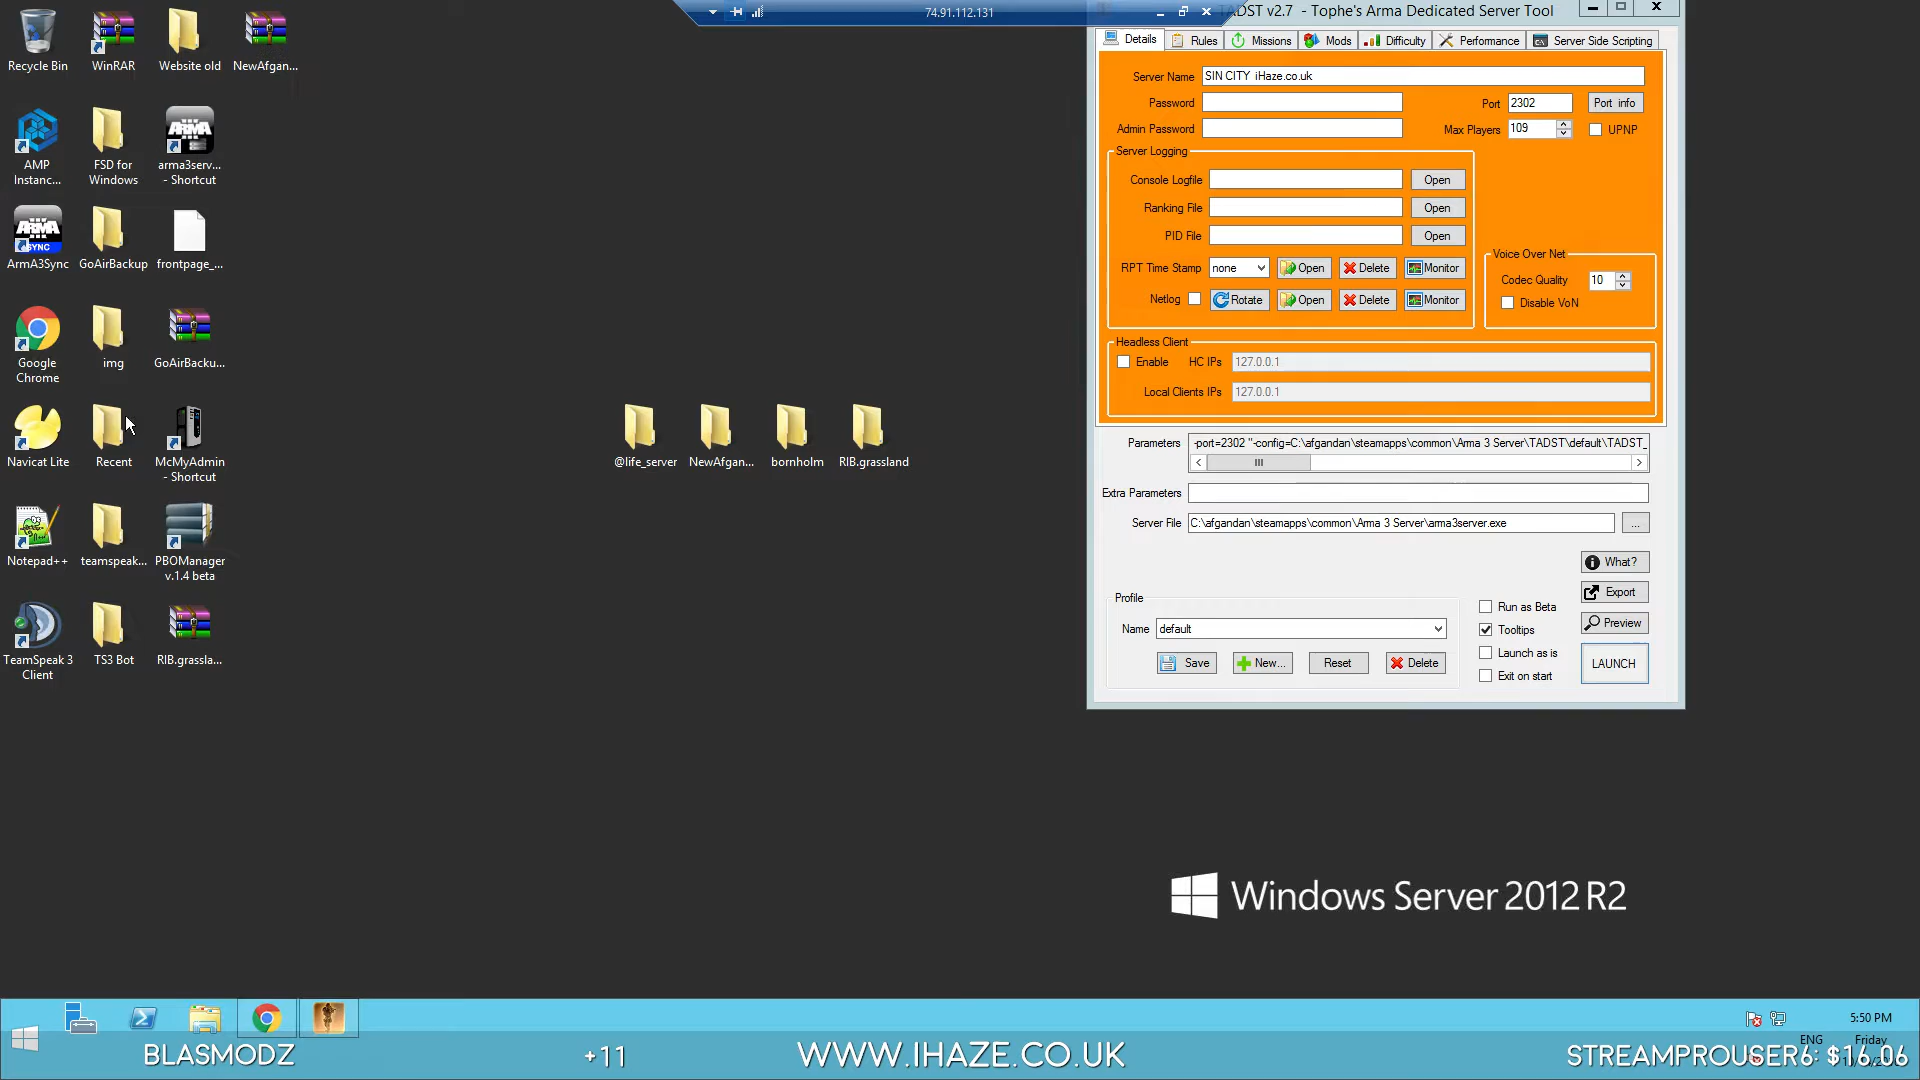 74.91.112.131
TADST v2.7 - Tophe's Arma Dedicated Server Tool
Recycle Bin
WinRAR
Website old
NewAfgan...
AMP
Instanc...
FSD for
Windows
arma3serv...
- Shortcut
ArmA3Sync
GoAirBackup
frontpage_...
Google
Chrome
img
GoAirBacku...
Navicat Lite
Recent
McMyAdmin
- Shortcut
Notepad++
teamspeak...
PBOManager
v.1.4 beta
TeamSpeak 3
Client
TS3 Bot
RIB.grassla...
@life_server
NewAfgan...
bornholm
RIB.grassland
Details
Rules
Missions
Mods
Difficulty
Performance
Server Side Scripting
Server Name SIN CITY iHaze.co.uk
Password
Port 2302 Port info
Admin Password
Max Players 109 UPNP
Server Logging
Console Logfile Open
Ranking File Open
PID File Open
RPT Time Stamp none Open Delete Monitor
Netlog Rotate Open Delete Monitor
Voice Over Net
Codec Quality 10
Disable VoN
Headless Client
Enable HC IPs 127.0.0.1
Local Clients IPs 127.0.0.1
Parameters -port=2302 "-config=C:\afgandan\steamapps\common\Arma 3 Server\TADST\default\TADST_
Extra Parameters
Server File C:\afgandan\steamapps\common\Arma 3 Server\arma3server.exe ...
What?
Export
Preview
LAUNCH
Profile
Name default
Save New... Reset Delete
Run as Beta
Tooltips
Launch as is
Exit on start
Windows Server 2012 R2
5:50 PM
ENG
Friday
BLASMODZ
+11
WWW.IHAZE.CO.UK
STREAMPROUSER6: $16.06